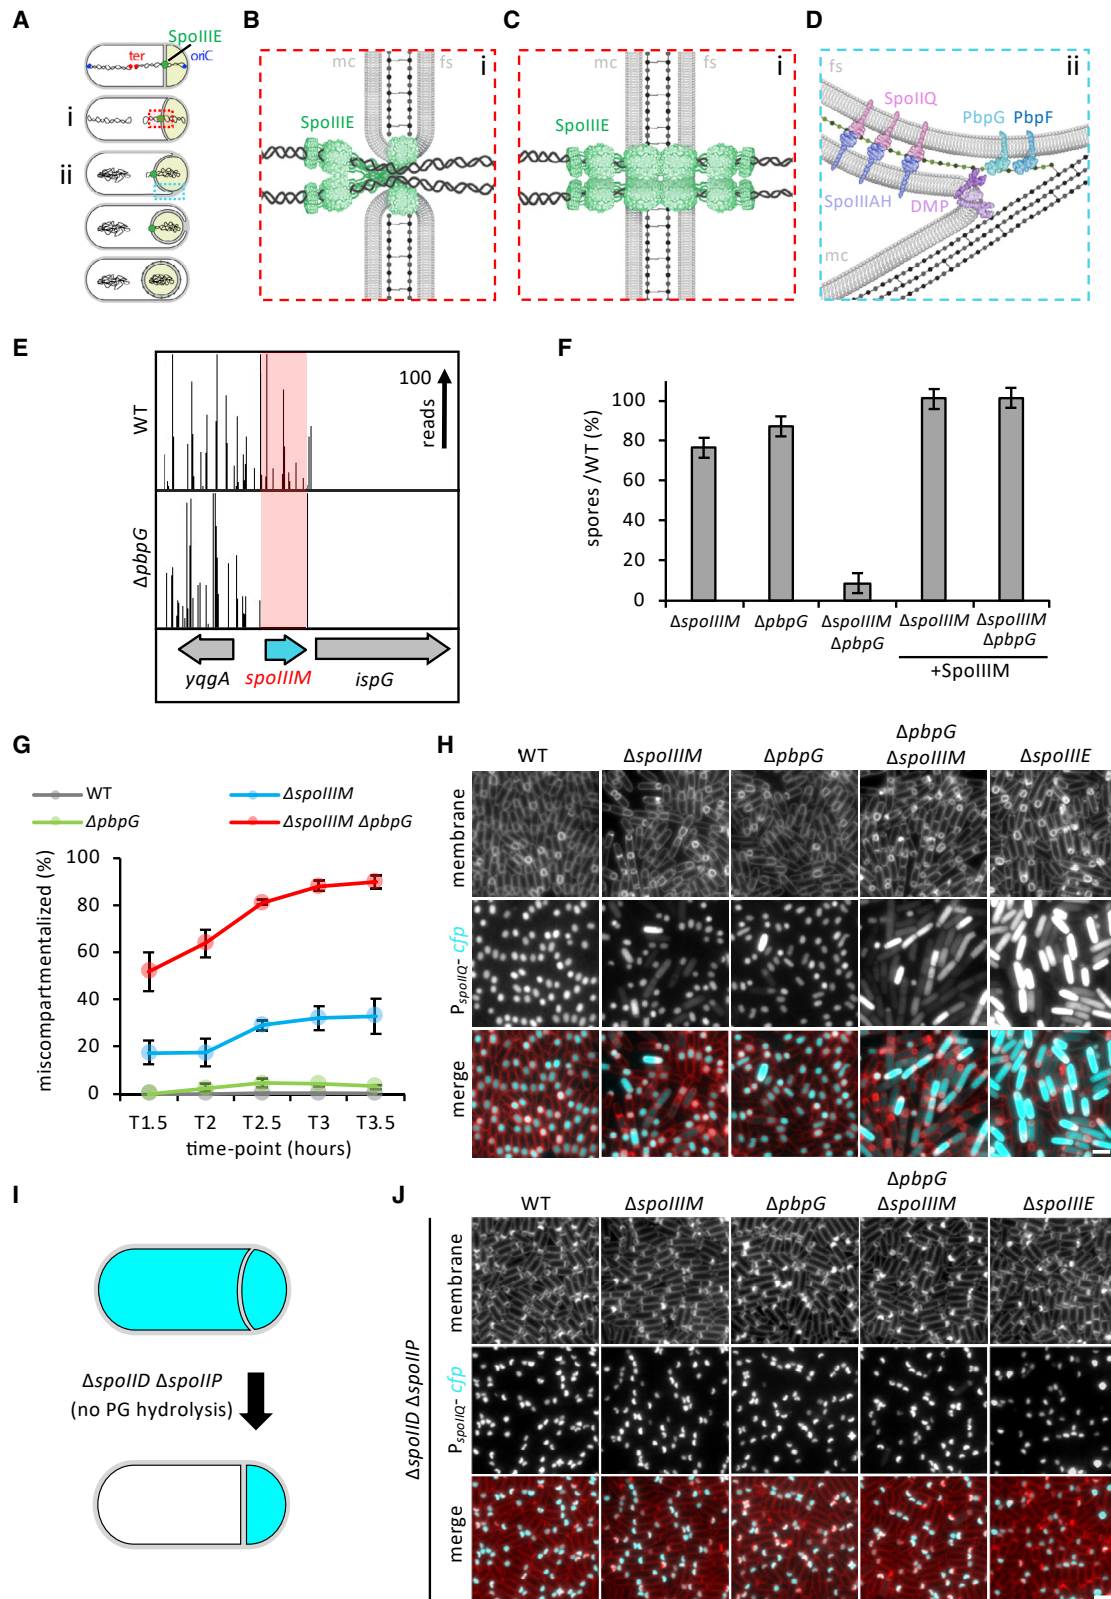 A
SpoIIIE
ter
oriC
i
ii
B
mc
fs
i
SpoIIIE
C
mc
fs
i
SpoIIIE
D
fs
ii
SpoIIQ
PbpG
PbpF
SpoIIIAH
DMP
mc
E
WT
100
reads
ΔpbpG
yqgA
spoIIIM
ispG
F
spores /WT (%)
100
80
60
40
20
0
ΔspoIIIM
ΔpbpG
ΔspoIIIM
ΔpbpG
ΔspoIIIM
ΔspoIIIM
ΔpbpG
+SpoIIIM
G
WT
ΔspoIIIM
ΔpbpG
ΔspoIIIM ΔpbpG
miscompartmentalized (%)
100
80
60
40
20
0
T1.5
T2
T2.5
T3
T3.5
time-point (hours)
H
WT
ΔspoIIIM
ΔpbpG
ΔpbpG
ΔspoIIIM
ΔspoIIIE
membrane
PspoIIQ- cfp
merge
I
ΔspoIID ΔspoIIP
(no PG hydrolysis)
J
WT
ΔspoIIIM
ΔpbpG
ΔpbpG
ΔspoIIIM
ΔspoIIIE
ΔspoIID ΔspoIIP
membrane
PspoIIQ- cfp
merge